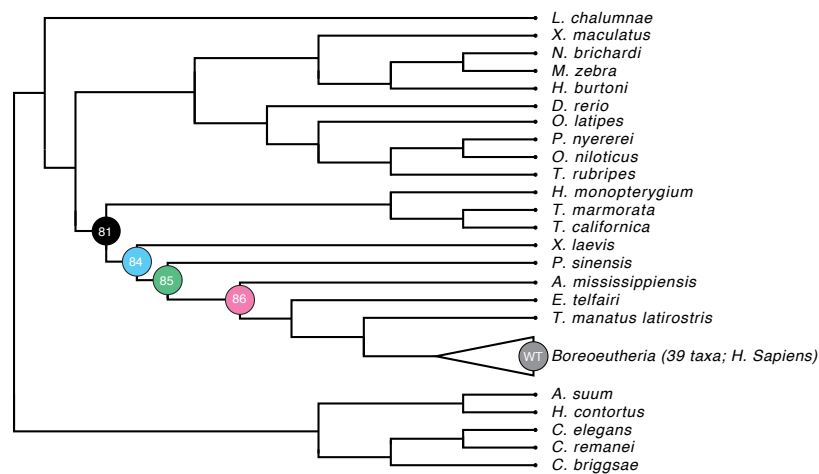 L. chalumnae
X. maculatus
N. brichardi
M. zebra
H. burtoni
D. rerio
O. latipes
P. nyererei
O. niloticus
T. rubripes
H. monopterygium
T. marmorata
81
T. californica
X. laevis
84
P. sinensis
85
A. mississippiensis
86
E. telfairi
T. manatus latirostris
WT Boreoeutheria (39 taxa; H. Sapiens)
A. suum
H. contortus
C. elegans
C. remanei
C. briggsae